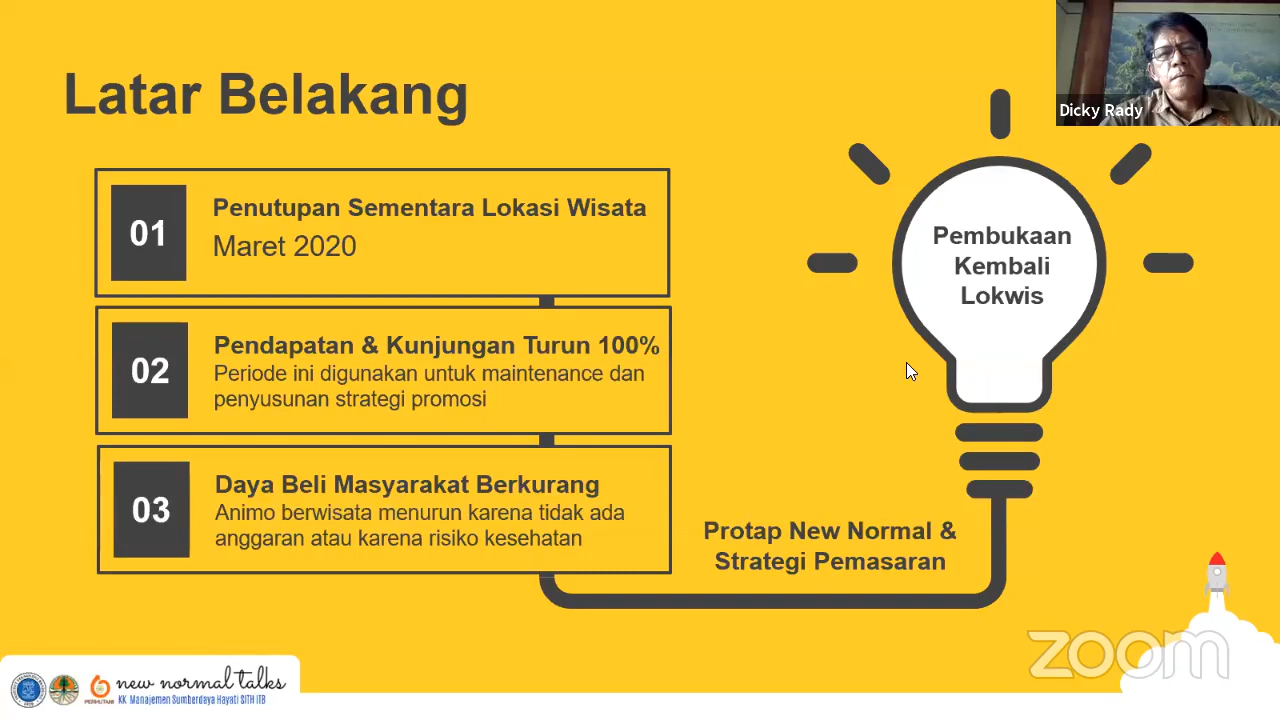 Latar Belakang
Dicky Rady
01
Penutupan Sementara Lokasi Wisata
Maret 2020
02
Pendapatan & Kunjungan Turun 100%
Periode ini digunakan untuk maintenance dan
penyusunan strategi promosi
03
Daya Beli Masyarakat Berkurang
Animo berwisata menurun karena tidak ada
anggaran atau karena risiko kesehatan
Pembukaan
Kembali
Lokwis
Protap New Normal &
Strategi Pemasaran
zoom
PERHUTANI
new normal talks
KK Manajemen Sumberdaya Hayati SITH ITB